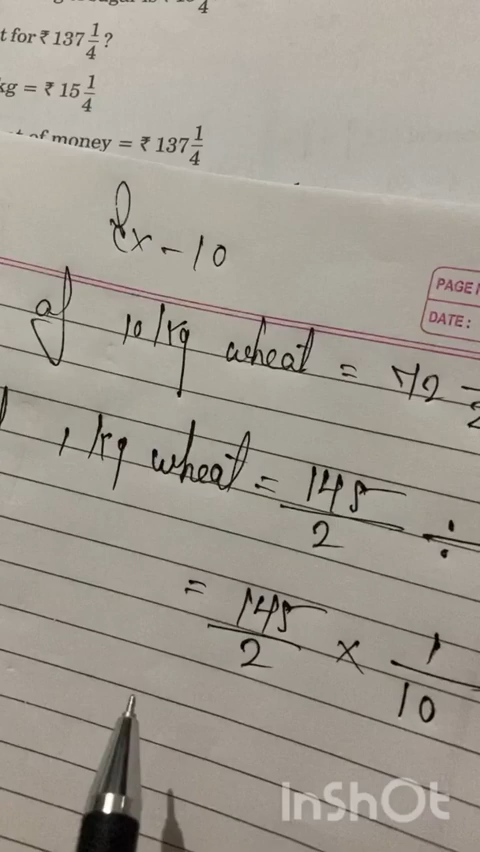 t for ₹ 137 1/4 ?
kg = ₹ 15 1/4
of money = ₹ 137 1/4
Ex - 10
PAGE
DATE :
of 10 kg wheat = 72
1 kg wheat = 145/2 ÷
= 145/2 × 1/10
InShOt